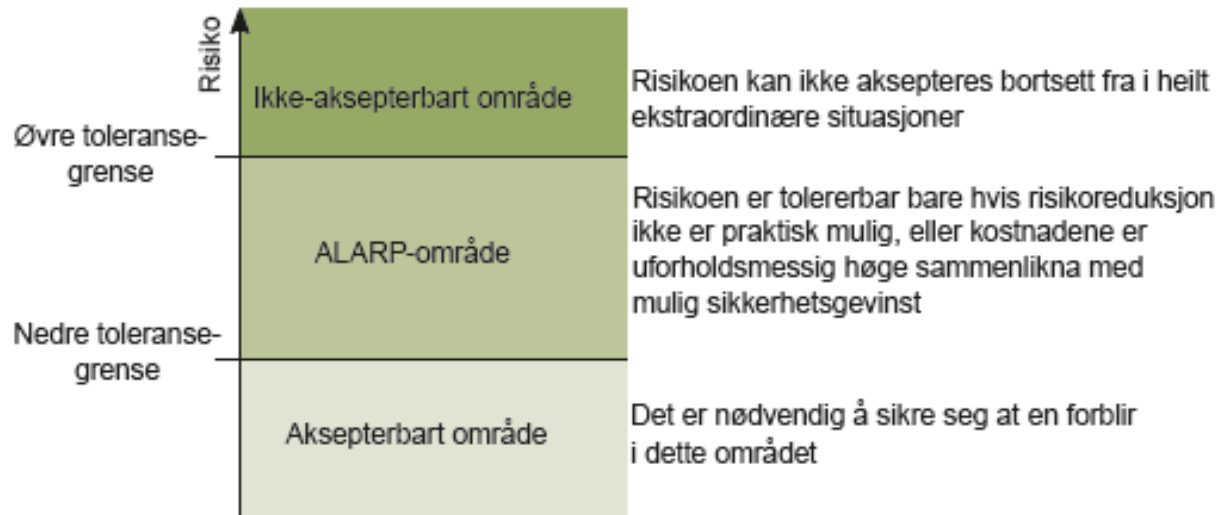 Risiko
Ikke-aksepterbart område
Risikoen kan ikke aksepteres bortsett fra i heilt
ekstraordinære situasjoner
Øvre toleranse-
grense
ALARP-område
Risikoen er tolererbar bare hvis risikoreduksjon
ikke er praktisk mulig, eller kostnadene er
uforholdsmessig høge sammenlikna med
mulig sikkerhetsgevinst
Nedre toleranse-
grense
Aksepterbart område
Det er nødvendig å sikre seg at en forblir
i dette området